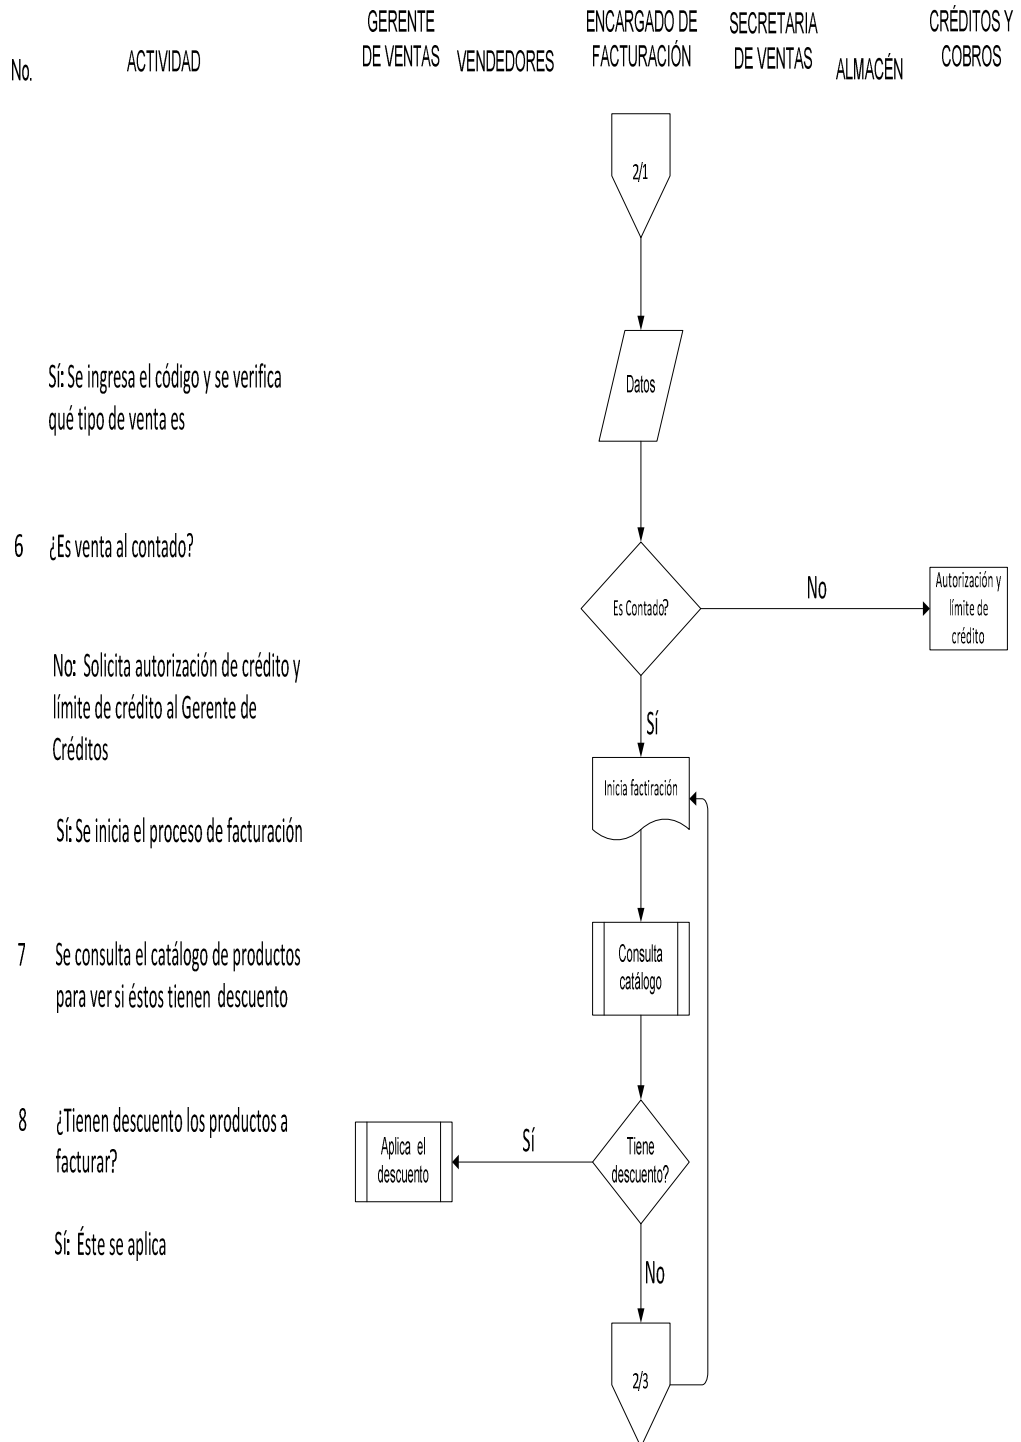 No.
ACTIVIDAD
GERENTE
DE VENTAS
VENDEDORES
ENCARGADO DE
FACTURACIÓN
SECRETARIA
DE VENTAS
ALMACÉN
CRÉDITOS Y
COBROS
2/1
Sí: Se ingresa el código y se verifica
qué tipo de venta es
Datos
6 ¿Es venta al contado?
Es Contado?
No
Autorización y
límite de
crédito
No: Solicita autorización de crédito y
límite de crédito al Gerente de
Créditos
Sí
Inicia factiración
Sí: Se inicia el proceso de facturación
7 Se consulta el catálogo de productos
para ver si éstos tienen descuento
Consulta
catálogo
8 ¿Tienen descuento los productos a
facturar?
Aplica el
descuento
Sí
Tiene
descuento?
Sí: Éste se aplica
No
2/3